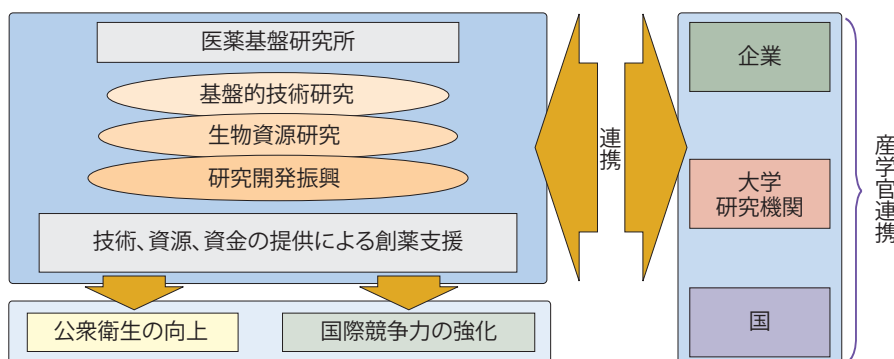 医薬基盤研究所
基盤的技術研究
生物資源研究
研究開発振興
技術、資源、資金の提供による創薬支援
公衆衛生の向上
国際競争力の強化
連携
企業
大学
研究機関
国
産学官連携